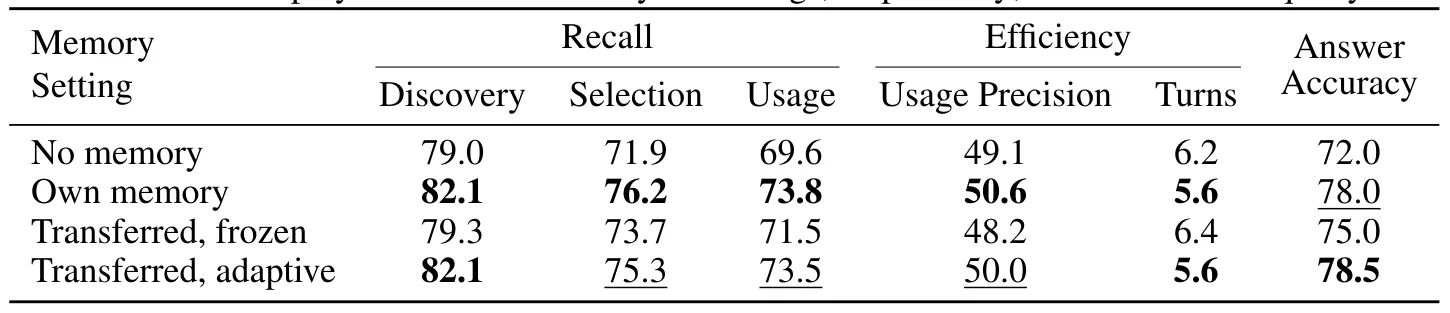 Memory Setting Recall Efficiency Answer Accuracy
Discovery Selection Usage Usage Precision Turns
No memory 79.0 71.9 69.6 49.1 6.2 72.0
Own memory 82.1 76.2 73.8 50.6 5.6 78.0
Transferred, frozen 79.3 73.7 71.5 48.2 6.4 75.0
Transferred, adaptive 82.1 75.3 73.5 50.0 5.6 78.5